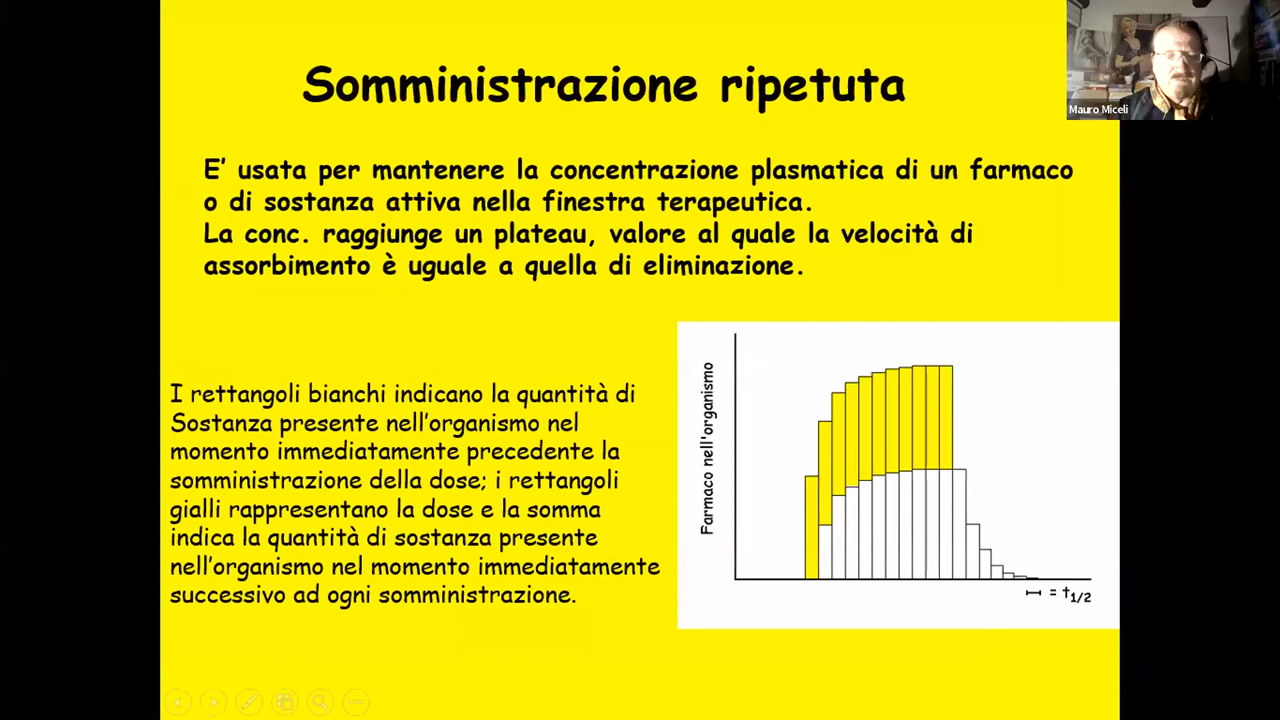 Somministrazione ripetuta
Mauro Miceli
E’ usata per mantenere la concentrazione plasmatica di un farmaco
o di sostanza attiva nella finestra terapeutica.
La conc. raggiunge un plateau, valore al quale la velocità di
assorbimento è uguale a quella di eliminazione.
I rettangoli bianchi indicano la quantità di
Sostanza presente nell’organismo nel
momento immediatamente precedente la
somministrazione della dose; i rettangoli
gialli rappresentano la dose e la somma
indica la quantità di sostanza presente
nell’organismo nel momento immediatamente
successivo ad ogni somministrazione.
Farmaco nell'organismo
= t1/2